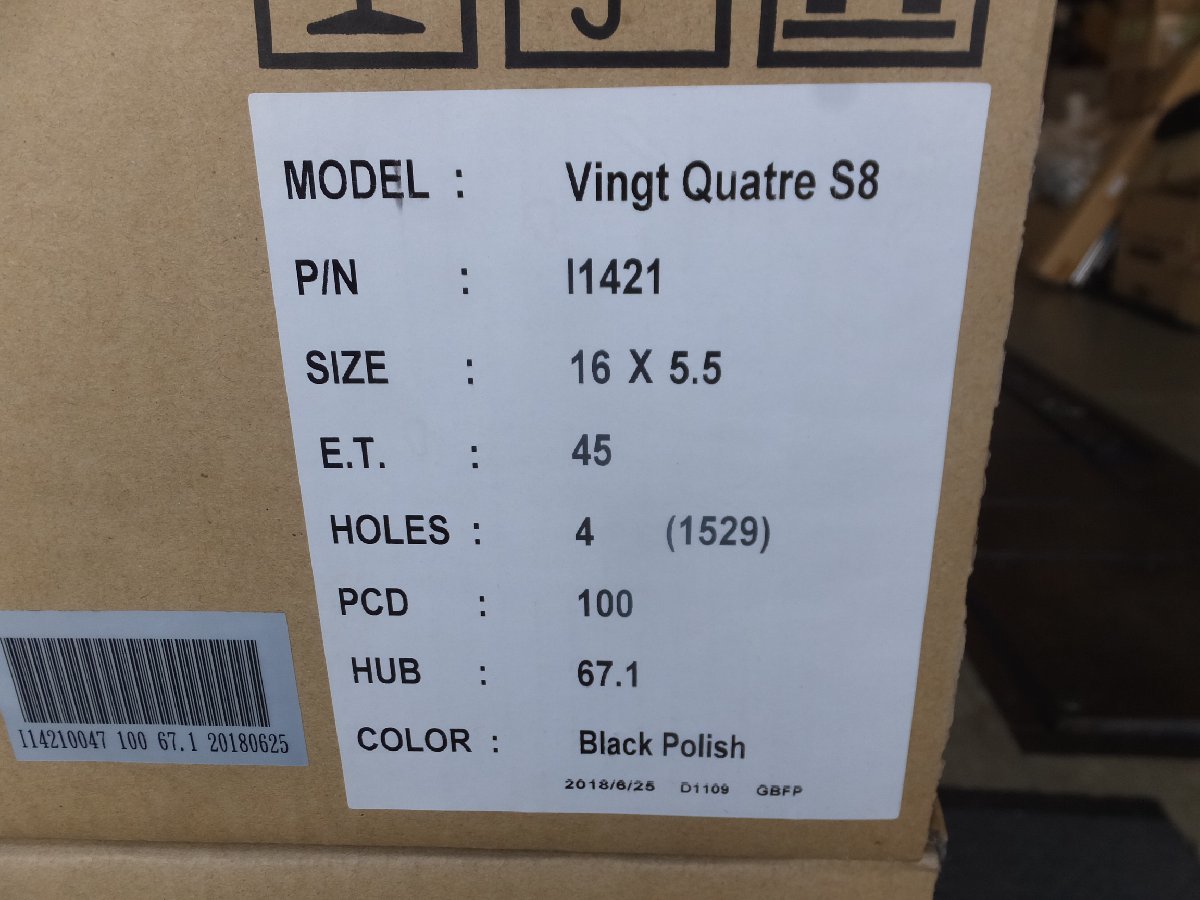 MODEL : Vingt Quatre S8
P/N : I1421
SIZE : 16 X 5.5
E.T. : 45
HOLES : 4 (1529)
PCD : 100
HUB : 67.1
COLOR : Black Polish
2018/6/25 D1109 GBFP
I14210047 100 67.1 20180625